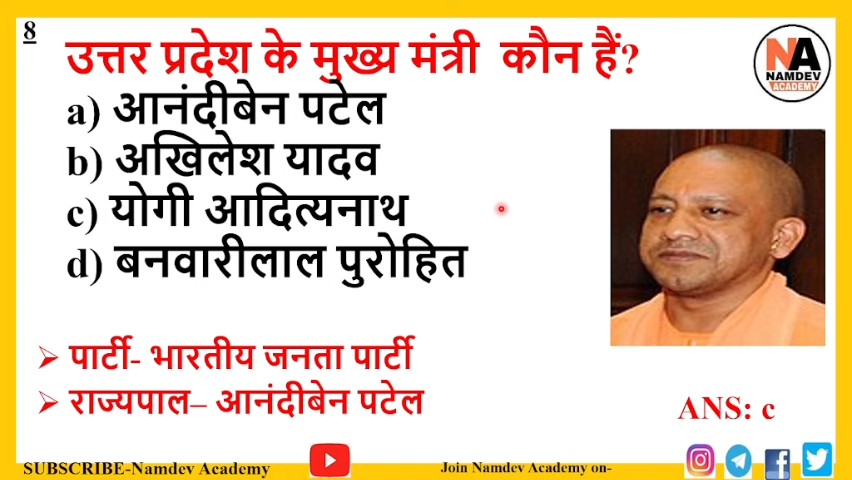 8
उत्तर प्रदेश के मुख्य मंत्री कौन हैं?
NA
NAMDEV
ACADEMY
a) आनंदीबेन पटेल
b) अखिलेश यादव
c) योगी आदित्यनाथ
d) बनवारीलाल पुरोहित
➢ पार्टी- भारतीय जनता पार्टी
➢ राज्यपाल– आनंदीबेन पटेल
ANS: c
SUBSCRIBE-Namdev Academy
Join Namdev Academy on-